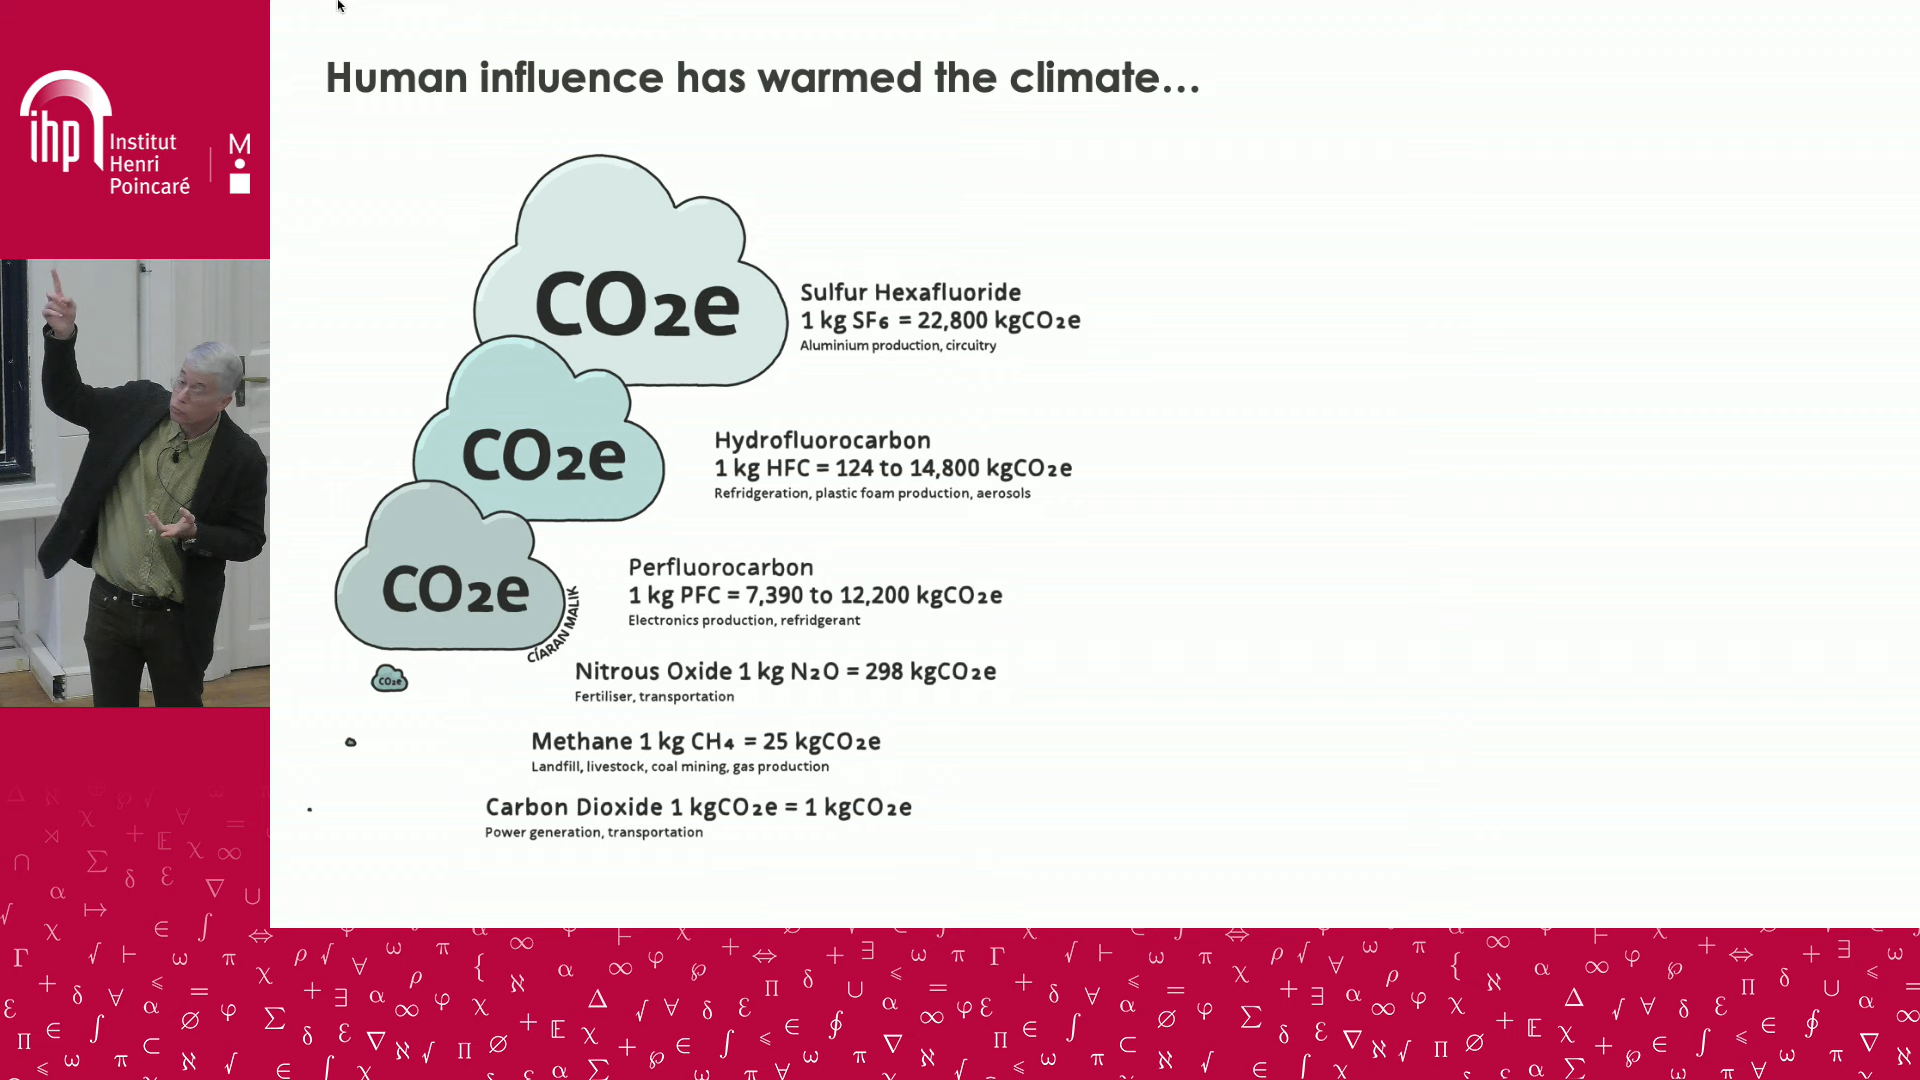 ihp
Institut
Henri
Poincaré
M
Human influence has warmed the climate...
CO2e
Sulfur Hexafluoride
1 kg SF6 = 22,800 kgCO2e
Aluminium production, circuitry
CO2e
Hydrofluorocarbon
1 kg HFC = 124 to 14,800 kgCO2e
Refridgeration, plastic foam production, aerosols
CO2e
Perfluorocarbon
1 kg PFC = 7,390 to 12,200 kgCO2e
Electronics production, refridgerant
CÍARAN MALIK
CO2e
Nitrous Oxide 1 kg N2O = 298 kgCO2e
Fertiliser, transportation
Methane 1 kg CH4 = 25 kgCO2e
Landfill, livestock, coal mining, gas production
Carbon Dioxide 1 kgCO2e = 1 kgCO2e
Power generation, transportation